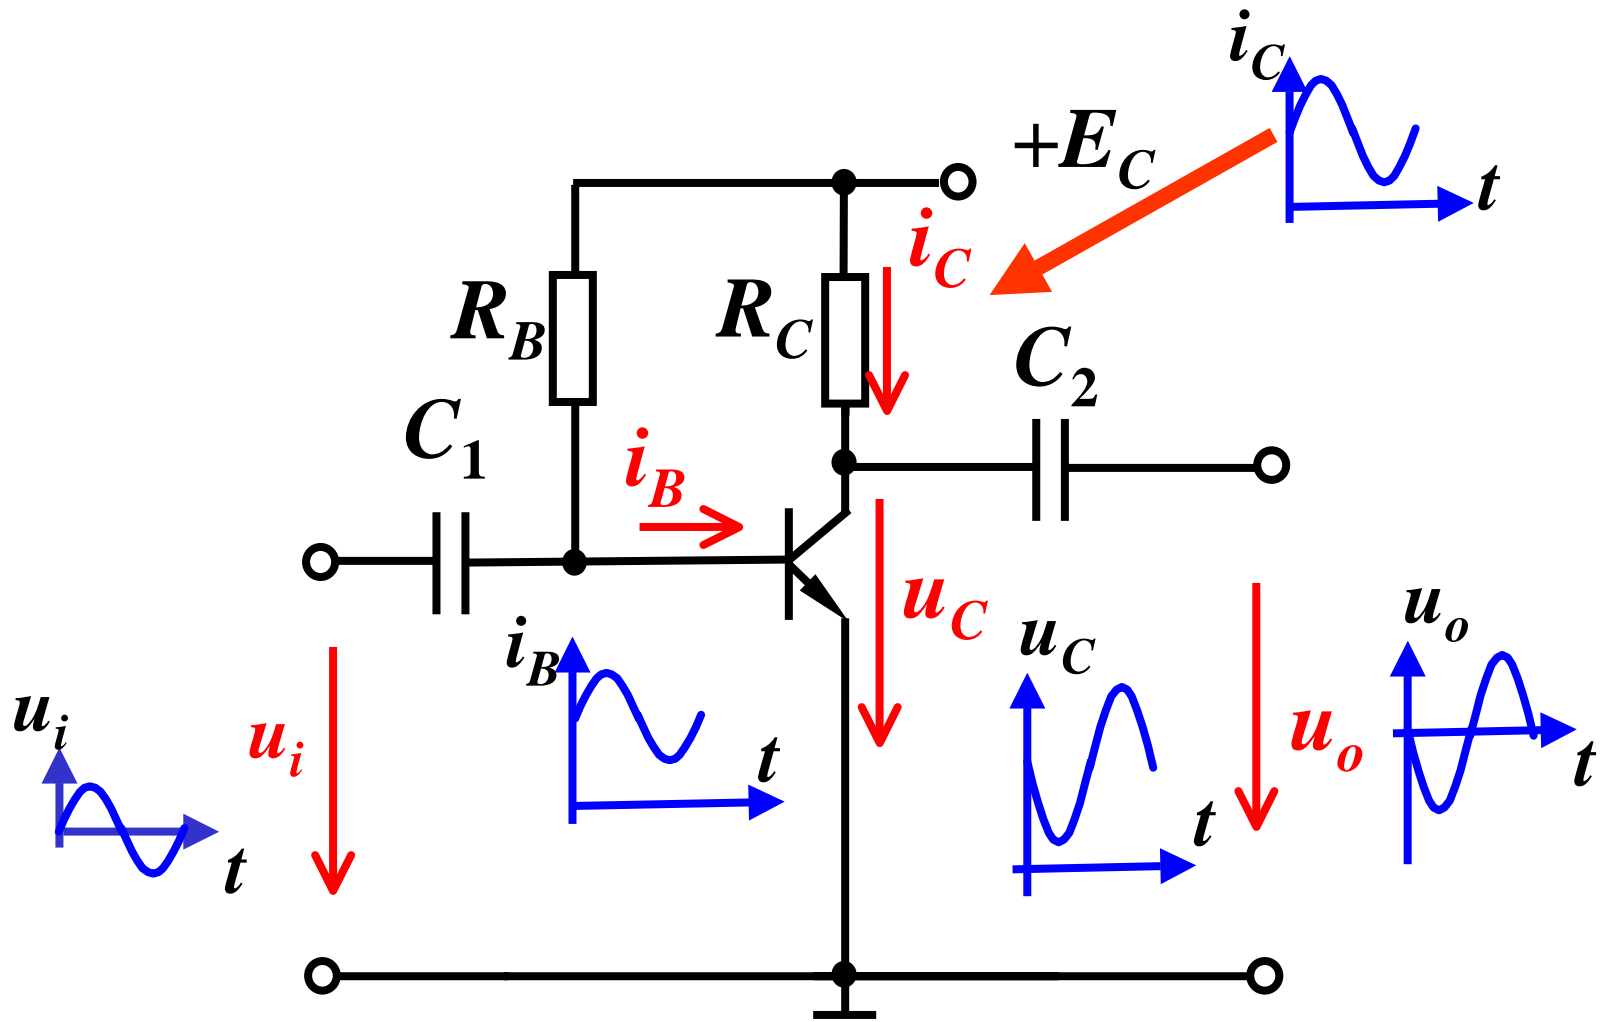 i_C
+E_C
t
i_C
R_B
R_C
C_2
C_1
i_B
u_C
u_o
i_B
u_C
u_i
u_i
u_o
t
t
t
t